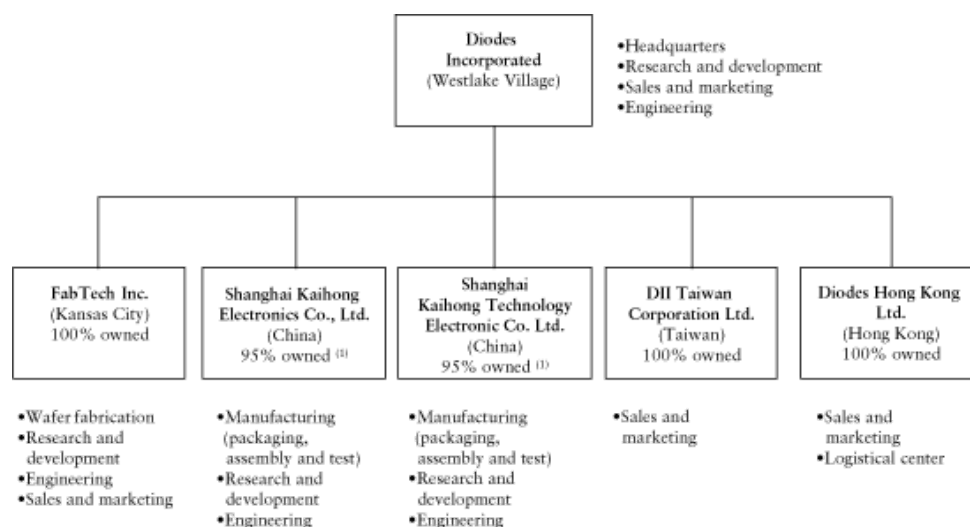 Diodes
Incorporated
(Westlake Village)
•Headquarters
•Research and development
•Sales and marketing
•Engineering
FabTech Inc.
(Kansas City)
100% owned
Shanghai Kaihong
Electronics Co., Ltd.
(China)
95% owned (1)
Shanghai
Kaihong Technology
Electronic Co. Ltd.
(China)
95% owned (1)
DII Taiwan
Corporation Ltd.
(Taiwan)
100% owned
Diodes Hong Kong
Ltd.
(Hong Kong)
100% owned
•Wafer fabrication
•Research and
development
•Engineering
•Sales and marketing
•Manufacturing
(packaging,
assembly and test)
•Research and
development
•Engineering
•Manufacturing
(packaging,
assembly and test)
•Research and
development
•Engineering
•Sales and
marketing
•Sales and
marketing
•Logistical center